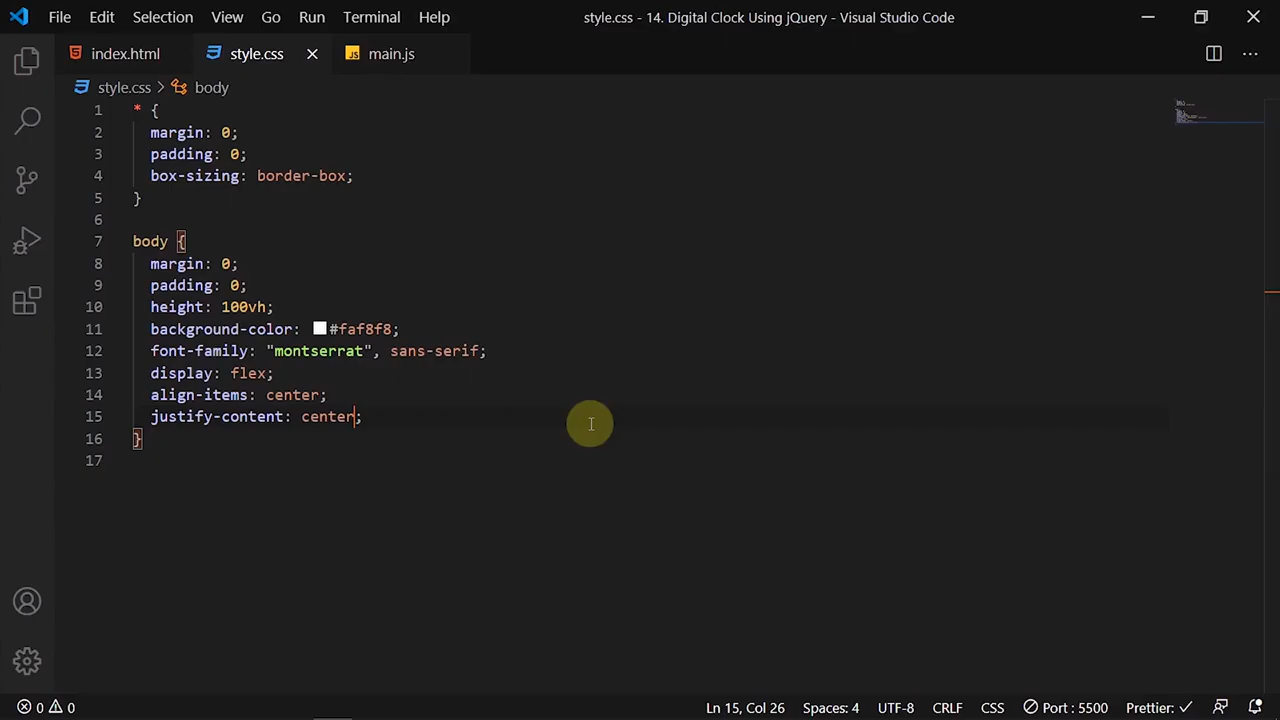 File Edit Selection View Go Run Terminal Help style.css - 14. Digital Clock Using jQuery - Visual Studio Code
index.html style.css main.js
style.css > body
1 * {
2 margin: 0;
3 padding: 0;
4 box-sizing: border-box;
5 }
6
7 body {
8 margin: 0;
9 padding: 0;
10 height: 100vh;
11 background-color: #faf8f8;
12 font-family: "montserrat", sans-serif;
13 display: flex;
14 align-items: center;
15 justify-content: center;
16 }
17
0 0 Ln 15, Col 26 Spaces: 4 UTF-8 CRLF CSS Port : 5500 Prettier: ✓